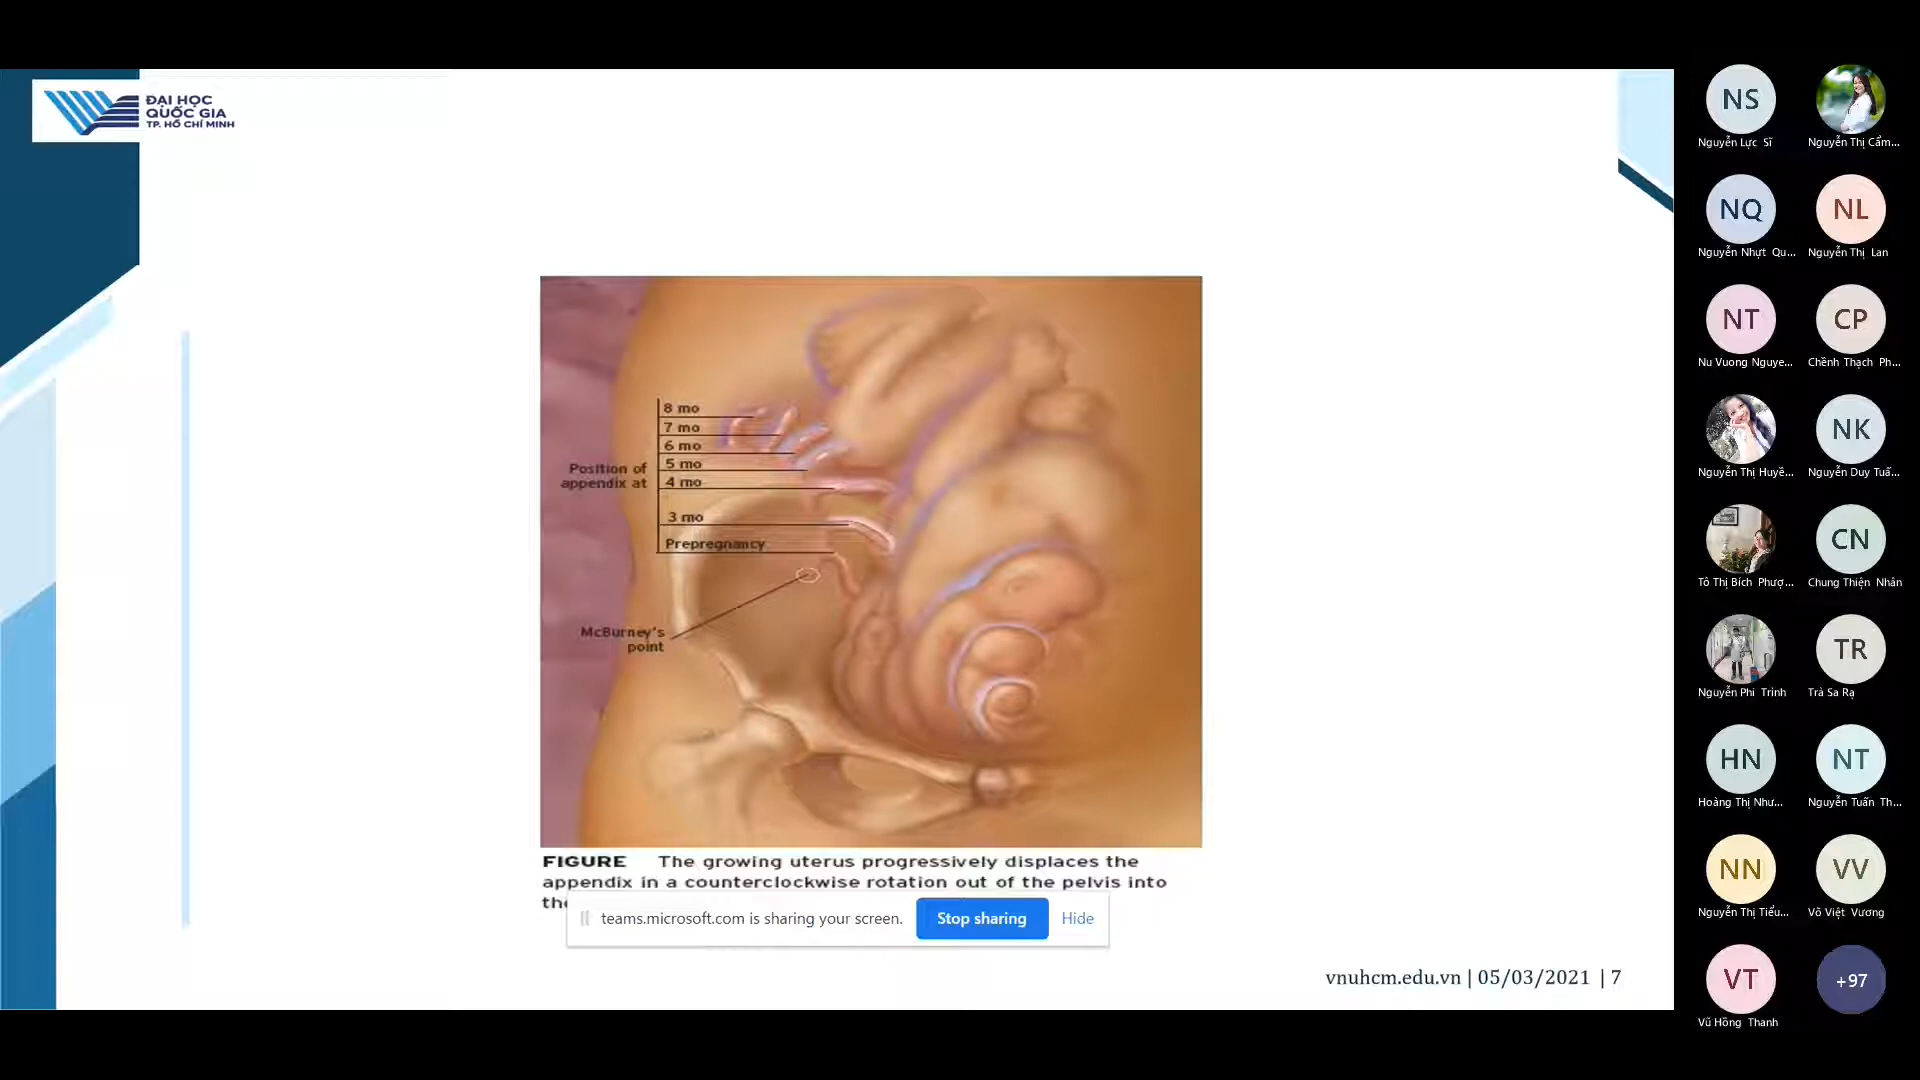 ĐẠI HỌC
QUỐC GIA
TP. HỒ CHÍ MINH
8 mo
7 mo
6 mo
5 mo
4 mo
3 mo
Prepregnancy
Position of
appendix at
McBurney's
point
FIGURE The growing uterus progressively displaces the
appendix in a counterclockwise rotation out of the pelvis into
teams.microsoft.com is sharing your screen.
Stop sharing
Hide
vnuhcm.edu.vn | 05/03/2021 | 7
NS
Nguyễn Lực Sĩ
Nguyễn Thị Cẩm...
NQ
Nguyễn Nhựt Qu...
NL
Nguyễn Thị Lan
NT
Nu Vuong Nguye...
CP
Chềnh Thạch Ph...
Nguyễn Thị Huyề...
NK
Nguyễn Duy Tuấ...
Tô Thị Bích Phượ...
CN
Chung Thiện Nhân
Nguyễn Phi Trinh
TR
Trà Sa Rạ
HN
Hoàng Thị Như...
NT
Nguyễn Tuấn Th...
NN
Nguyễn Thị Tiểu...
VV
Võ Việt Vương
VT
Vũ Hồng Thanh
+97